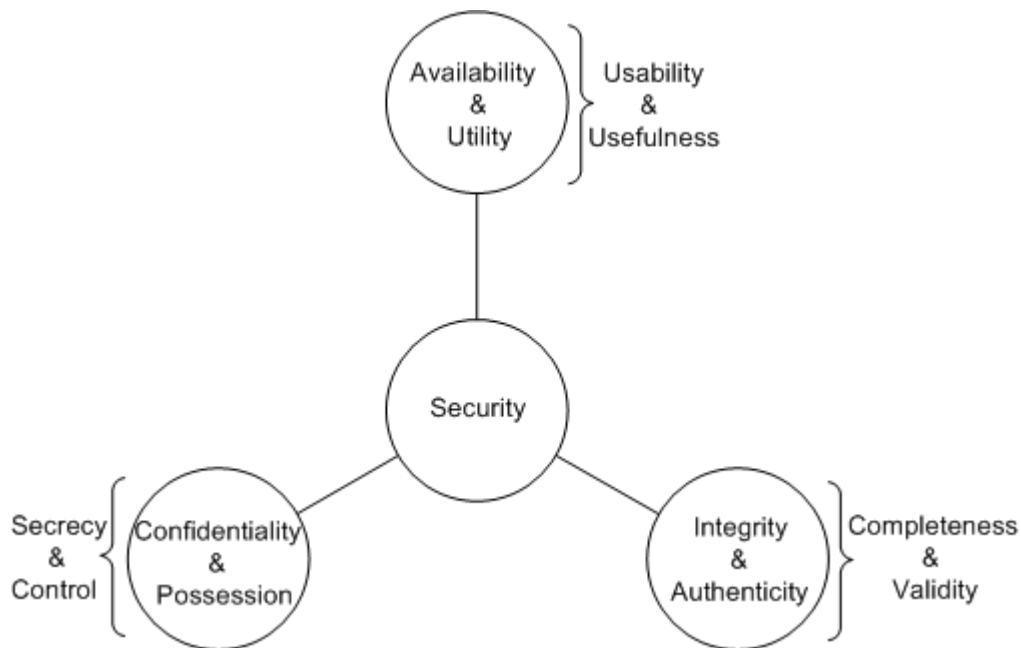 Availability
&
Utility
Usability
&
Usefulness
Security
Secrecy
&
Control
Confidentiality
&
Possession
Integrity
&
Authenticity
Completeness
&
Validity